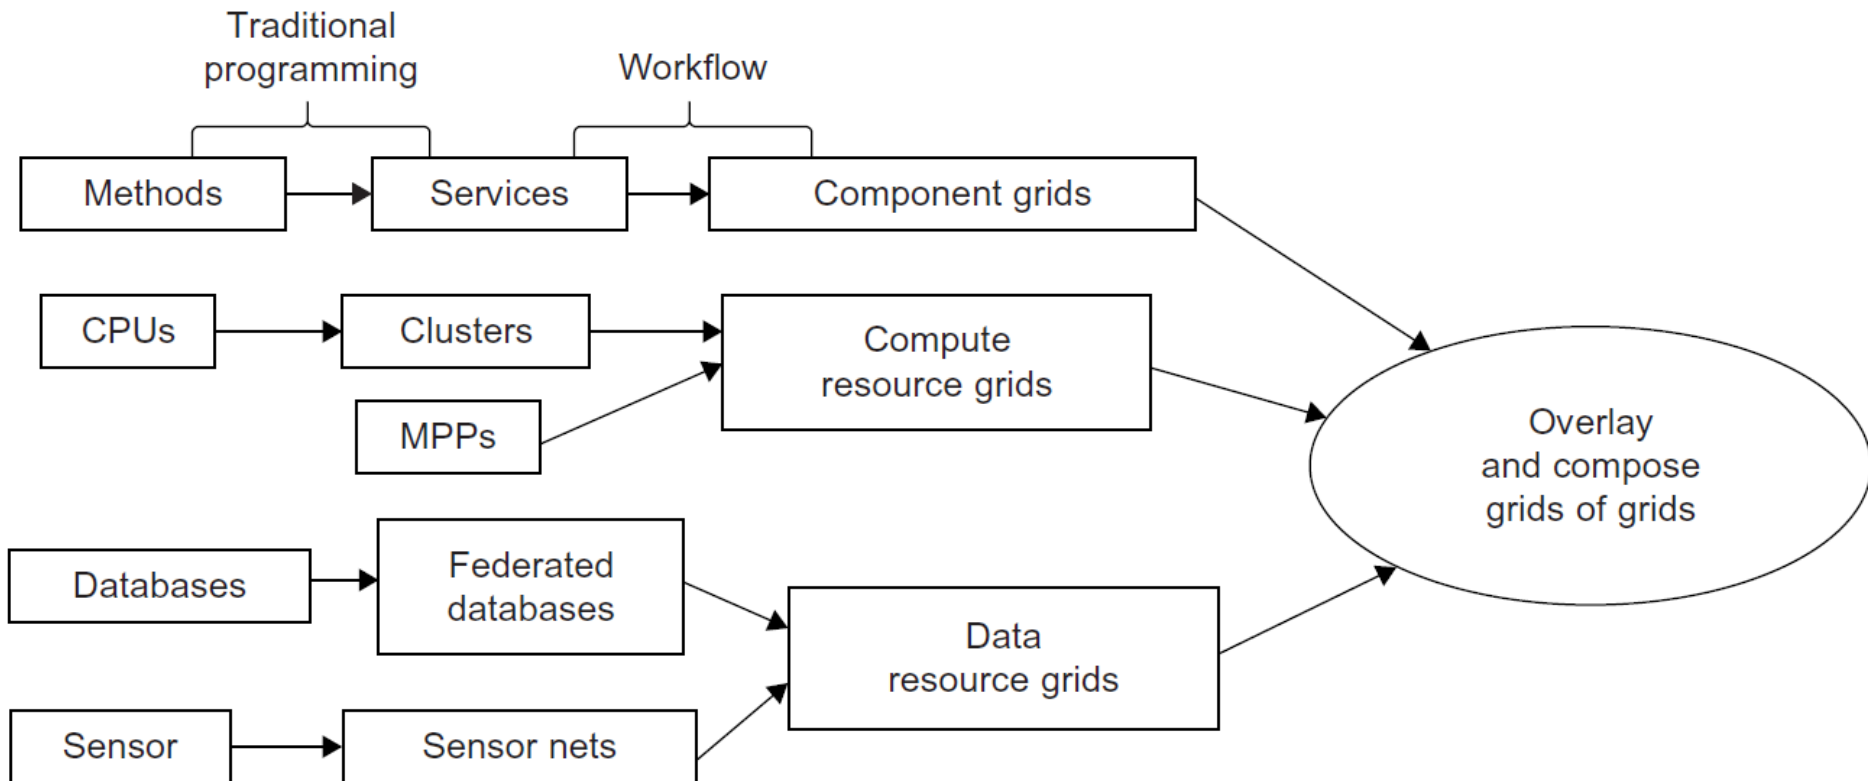 Traditional
programming
Workflow
Methods
Services
Component grids
CPUs
Clusters
Compute
resource grids
MPPs
Overlay
and compose
grids of grids
Databases
Federated
databases
Data
resource grids
Sensor
Sensor nets